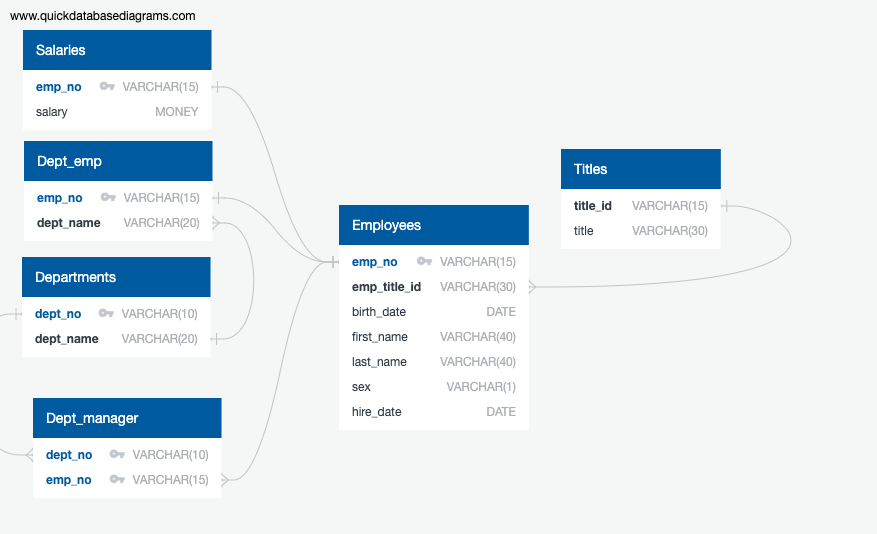 www.quickdatabasediagrams.com
Salaries
emp_no VARCHAR(15)
salary MONEY
Dept_emp
emp_no VARCHAR(15)
dept_name VARCHAR(20)
Departments
dept_no VARCHAR(10)
dept_name VARCHAR(20)
Dept_manager
dept_no VARCHAR(10)
emp_no VARCHAR(15)
Employees
emp_no VARCHAR(15)
emp_title_id VARCHAR(30)
birth_date DATE
first_name VARCHAR(40)
last_name VARCHAR(40)
sex VARCHAR(1)
hire_date DATE
Titles
title_id VARCHAR(15)
title VARCHAR(30)